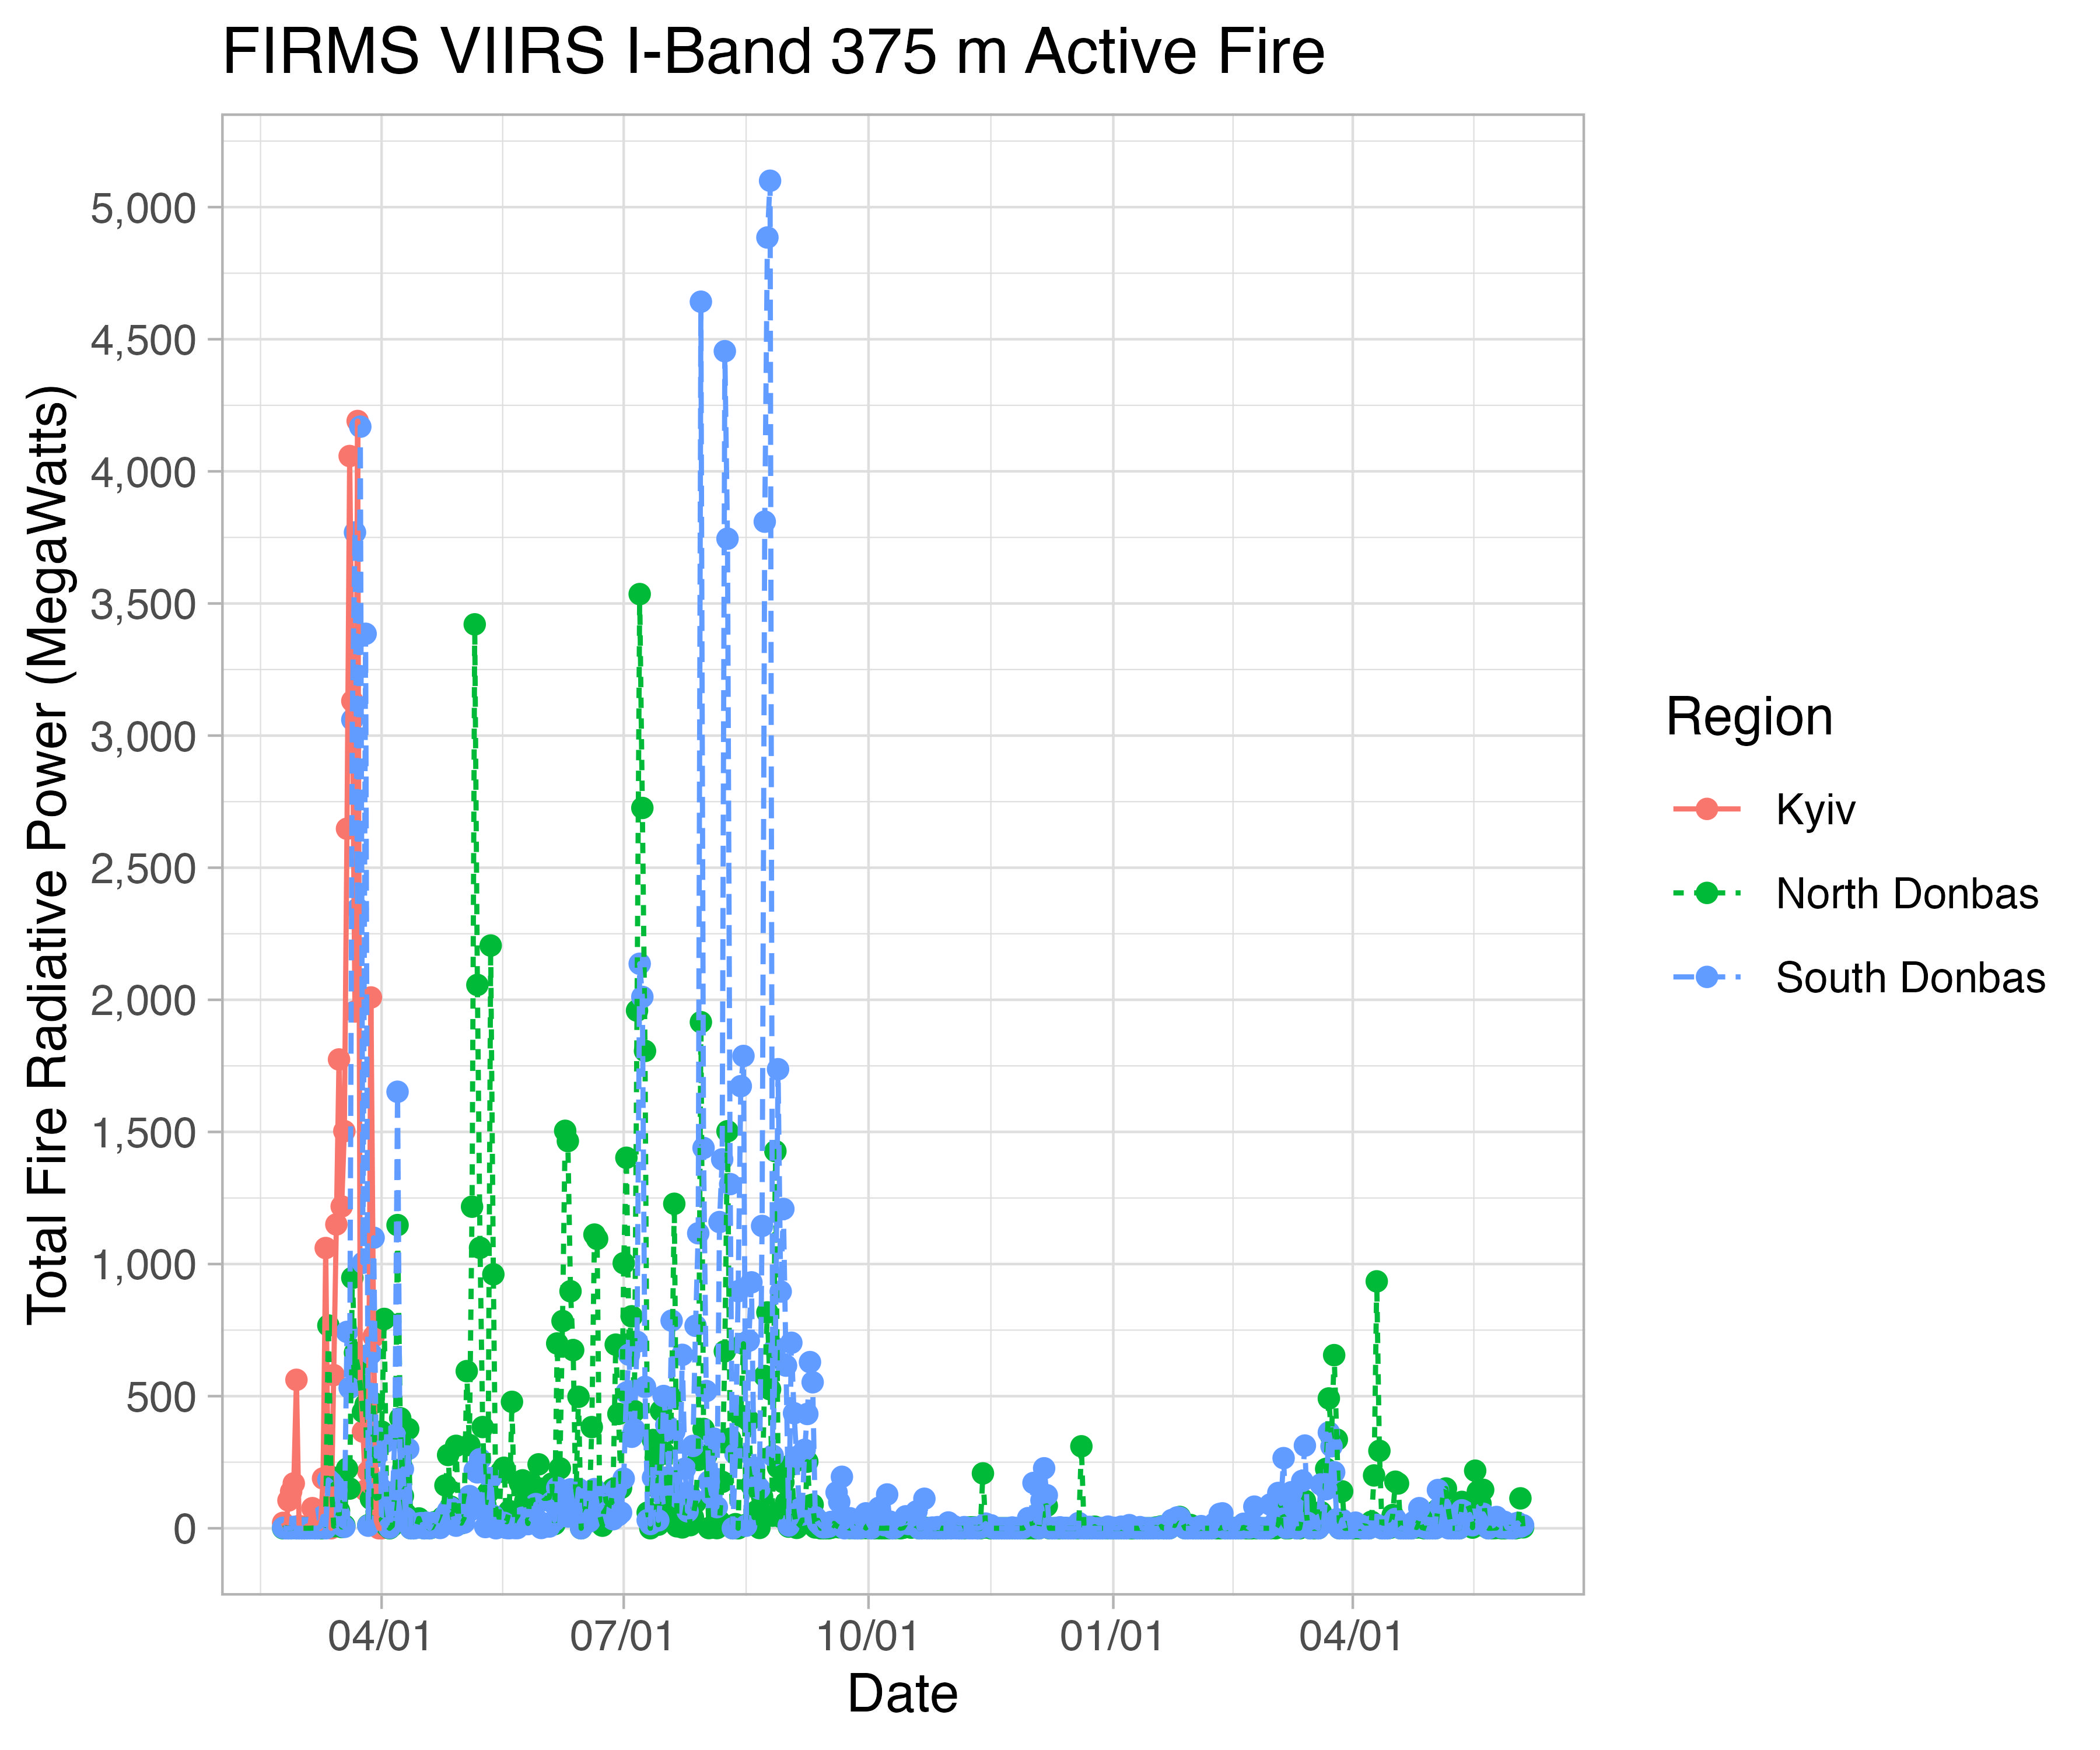 FIRMS VIIRS I-Band 375 m Active Fire
Total Fire Radiative Power (MegaWatts)
5,000
4,500
4,000
3,500
3,000
2,500
2,000
1,500
1,000
500
0
04/01 07/01 10/01 01/01 04/01
Date
Region
Kyiv
North Donbas
South Donbas